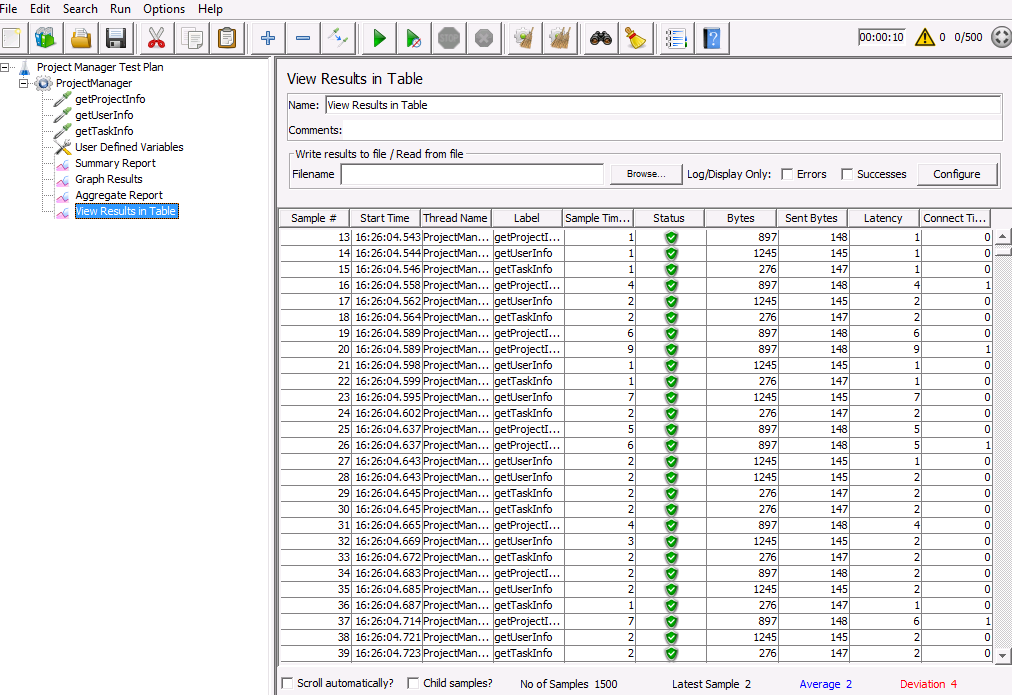 File Edit Search Run Options Help
STOP
00:00:10 0 0/500
Project Manager Test Plan
ProjectManager
getProjectInfo
getUserInfo
getTaskInfo
User Defined Variables
Summary Report
Graph Results
Aggregate Report
View Results in Table
View Results in Table
Name: View Results in Table
Comments:
Write results to file / Read from file
Filename Browse... Log/Display Only: Errors Successes Configure
Sample # Start Time Thread Name Label Sample Tim... Status Bytes Sent Bytes Latency Connect Ti...
13 16:26:04.543 ProjectMan... getProjectI... 1 897 148 1 0
14 16:26:04.544 ProjectMan... getUserInfo 1 1245 145 1 0
15 16:26:04.546 ProjectMan... getTaskInfo 1 276 147 1 0
16 16:26:04.558 ProjectMan... getProjectI... 4 897 148 4 1
17 16:26:04.562 ProjectMan... getUserInfo 2 1245 145 2 0
18 16:26:04.564 ProjectMan... getTaskInfo 2 276 147 2 0
19 16:26:04.589 ProjectMan... getProjectI... 6 897 148 6 0
20 16:26:04.589 ProjectMan... getProjectI... 9 897 148 9 1
21 16:26:04.598 ProjectMan... getUserInfo 1 1245 145 1 0
22 16:26:04.599 ProjectMan... getTaskInfo 1 276 147 1 0
23 16:26:04.595 ProjectMan... getUserInfo 7 1245 145 7 0
24 16:26:04.602 ProjectMan... getTaskInfo 2 276 147 2 0
25 16:26:04.637 ProjectMan... getProjectI... 5 897 148 5 0
26 16:26:04.637 ProjectMan... getProjectI... 6 897 148 5 1
27 16:26:04.643 ProjectMan... getUserInfo 2 1245 145 1 0
28 16:26:04.643 ProjectMan... getUserInfo 2 1245 145 2 0
29 16:26:04.645 ProjectMan... getTaskInfo 2 276 147 2 0
30 16:26:04.645 ProjectMan... getTaskInfo 2 276 147 2 0
31 16:26:04.665 ProjectMan... getProjectI... 4 897 148 4 0
32 16:26:04.669 ProjectMan... getUserInfo 3 1245 145 2 0
33 16:26:04.672 ProjectMan... getTaskInfo 2 276 147 2 0
34 16:26:04.683 ProjectMan... getProjectI... 2 897 148 2 0
35 16:26:04.685 ProjectMan... getUserInfo 2 1245 145 2 0
36 16:26:04.687 ProjectMan... getTaskInfo 1 276 147 1 0
37 16:26:04.714 ProjectMan... getProjectI... 7 897 148 6 1
38 16:26:04.721 ProjectMan... getUserInfo 2 1245 145 2 0
39 16:26:04.723 ProjectMan... getTaskInfo 2 276 147 2 0
Scroll automatically? Child samples? No of Samples 1500 Latest Sample 2 Average 2 Deviation 4